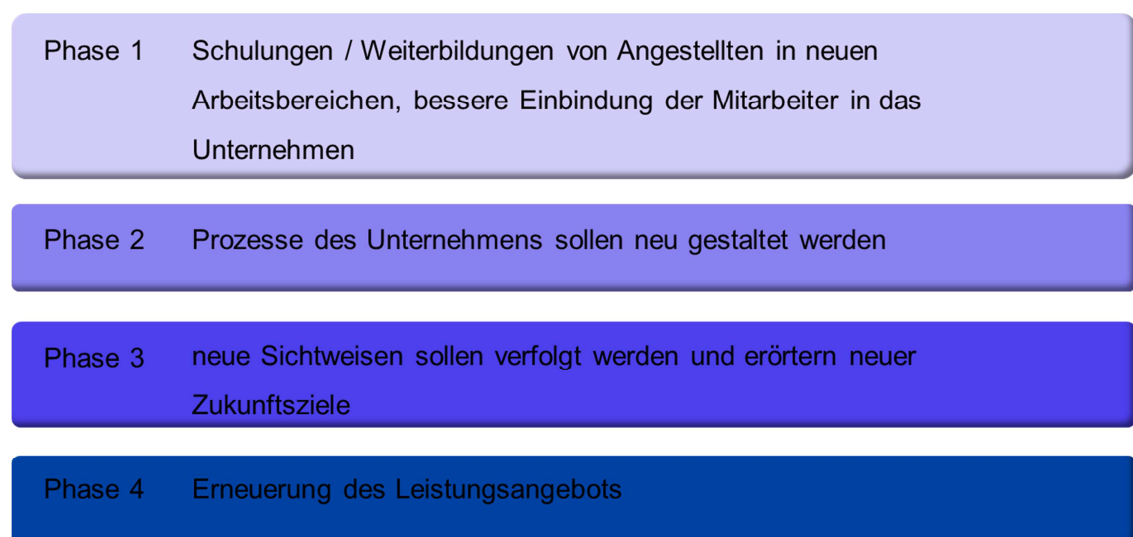 Phase 1 Schulungen / Weiterbildungen von Angestellten in neuen
Arbeitsbereichen, bessere Einbindung der Mitarbeiter in das
Unternehmen
Phase 2 Prozesse des Unternehmens sollen neu gestaltet werden
Phase 3 neue Sichtweisen sollen verfolgt werden und erörtern neuer
Zukunftsziele
Phase 4 Erneuerung des Leistungsangebots